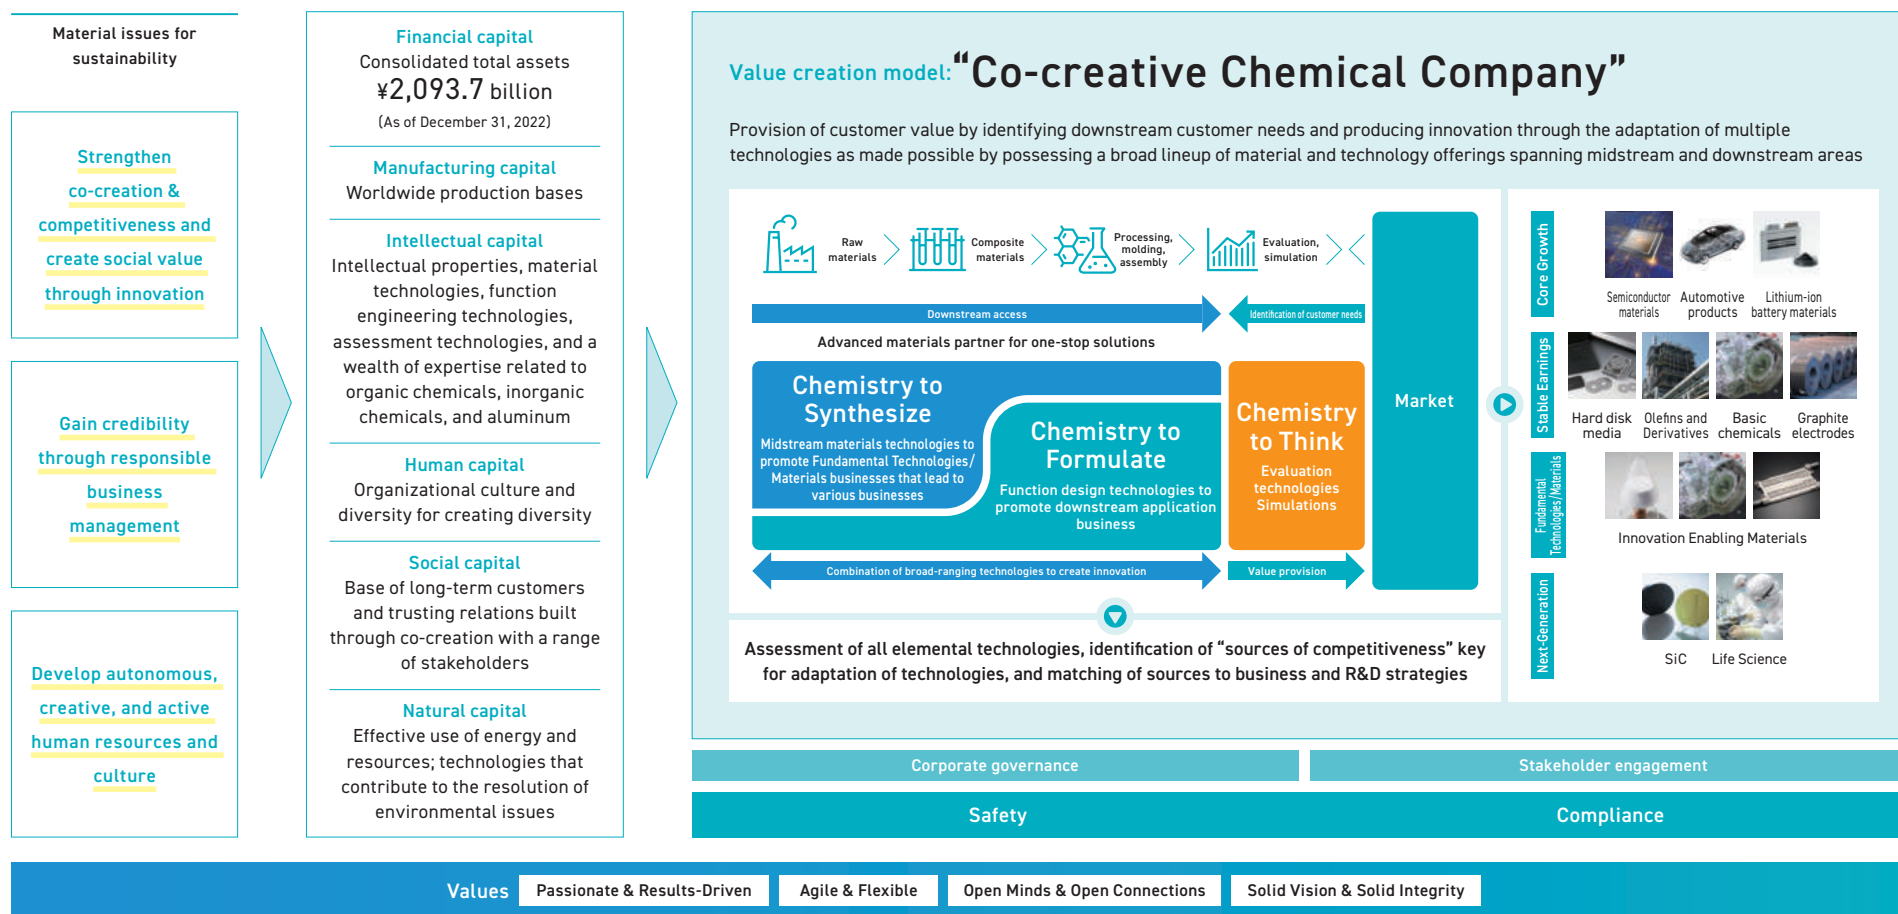 Material issues for
sustainability
Strengthen
co-creation &
competitiveness and
create social value
through innovation
Gain credibility
through responsible
business
management
Develop autonomous,
creative, and active
human resources and
culture
Financial capital
Consolidated total assets
¥2,093.7 billion
(As of December 31, 2022)
Manufacturing capital
Worldwide production bases
Intellectual capital
Intellectual properties, material
technologies, function
engineering technologies,
assessment technologies, and a
wealth of expertise related to
organic chemicals, inorganic
chemicals, and aluminum
Human capital
Organizational culture and
diversity for creating diversity
Social capital
Base of long-term customers
and trusting relations built
through co-creation with a range
of stakeholders
Natural capital
Effective use of energy and
resources; technologies that
contribute to the resolution of
environmental issues
Value creation model: “Co-creative Chemical Company”
Provision of customer value by identifying downstream customer needs and producing innovation through the adaptation of multiple
technologies as made possible by possessing a broad lineup of material and technology offerings spanning midstream and downstream areas
Raw
materials
Composite
materials
Processing,
molding,
assembly
Evaluation,
simulation
Downstream access
Identification of customer needs
Advanced materials partner for one-stop solutions
Chemistry to
Synthesize
Midstream materials technologies to
promote Fundamental Technologies/
Materials businesses that lead to
various businesses
Chemistry to
Formulate
Function design technologies to
promote downstream application
business
Chemistry
to Think
Evaluation
technologies
Simulations
Combination of broad-ranging technologies to create innovation
Value provision
Market
Assessment of all elemental technologies, identification of “sources of competitiveness” key
for adaptation of technologies, and matching of sources to business and R&D strategies
Core Growth
Semiconductor
materials
Automotive
products
Lithium-ion
battery materials
Stable Earnings
Hard disk
media
Olefins and
Derivatives
Basic
chemicals
Graphite
electrodes
Fundamental
Technologies/Materials
Innovation Enabling Materials
Next-Generation
SiC
Life Science
Corporate governance
Stakeholder engagement
Safety
Compliance
Values
Passionate & Results-Driven
Agile & Flexible
Open Minds & Open Connections
Solid Vision & Solid Integrity